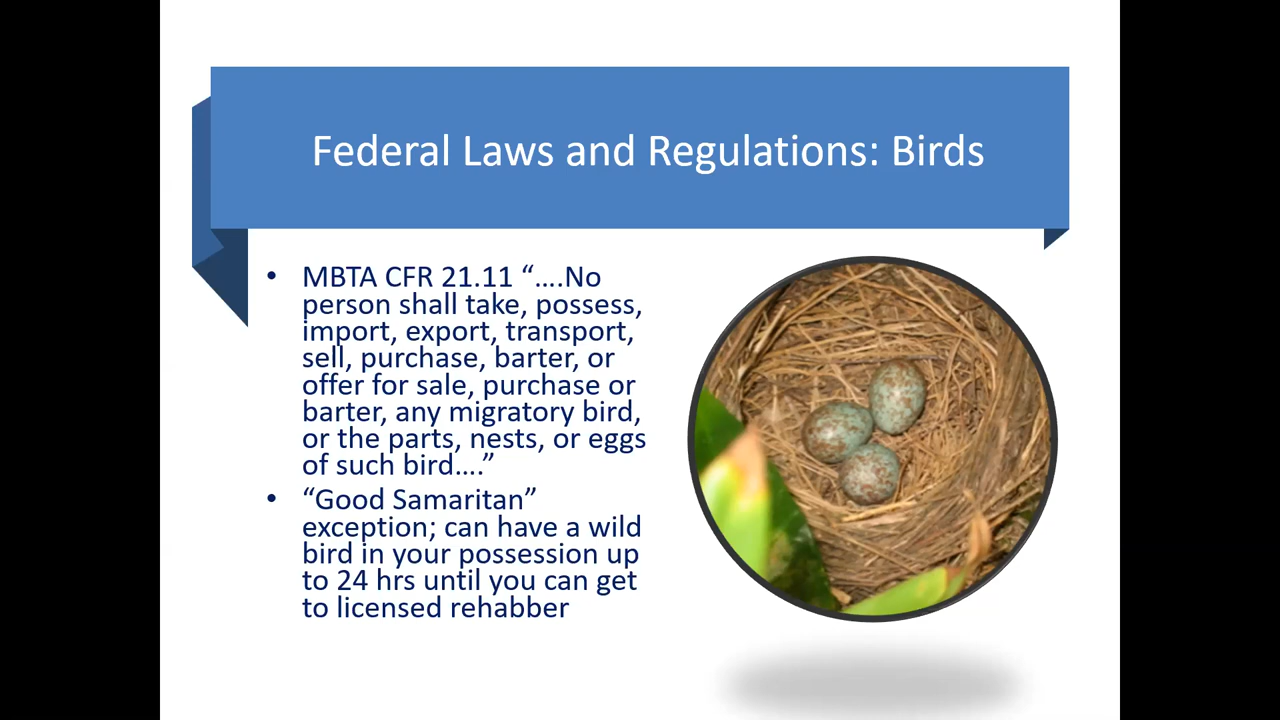 Federal Laws and Regulations: Birds
• MBTA CFR 21.11 “....No
person shall take, possess,
import, export, transport,
sell, purchase, barter, or
offer for sale, purchase or
barter, any migratory bird,
or the parts, nests, or eggs
of such bird....”
• “Good Samaritan”
exception; can have a wild
bird in your possession up
to 24 hrs until you can get
to licensed rehabber